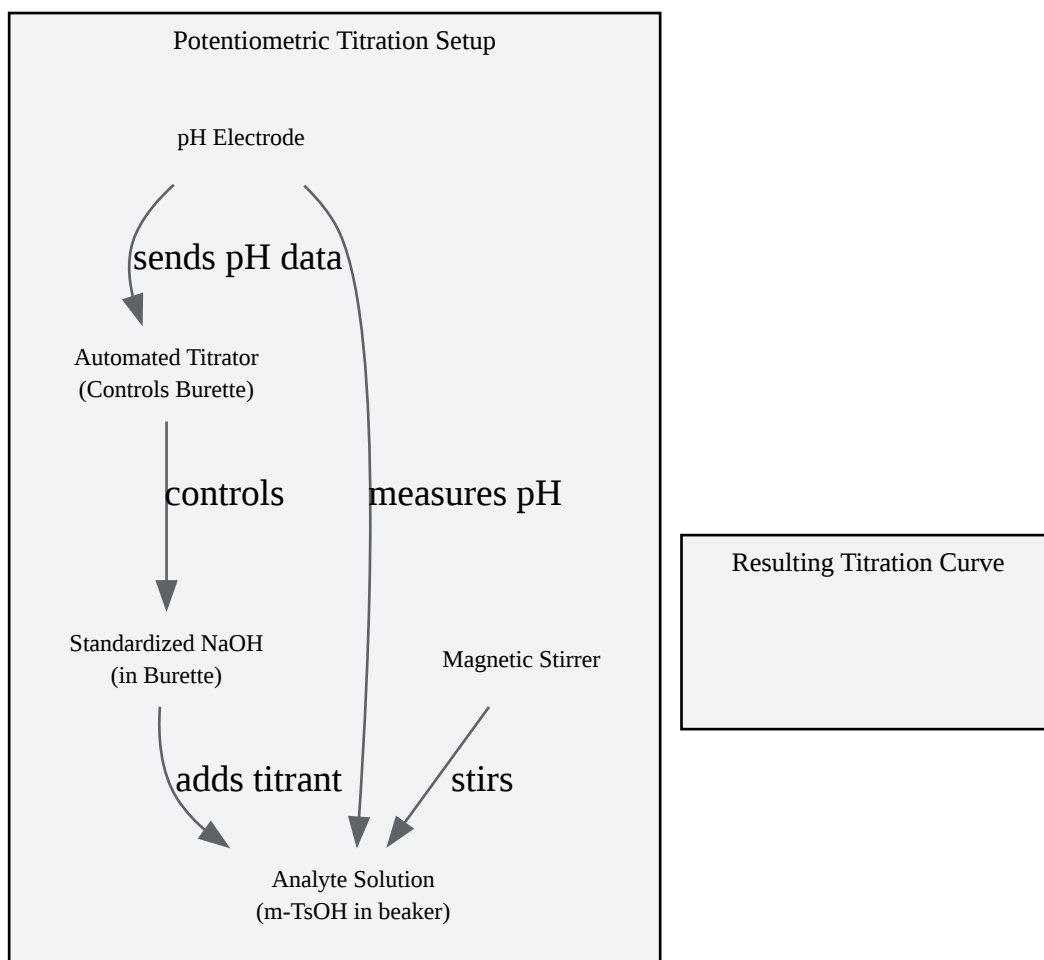 Potentiometric Titration Setup
pH Electrode
sends pH data
Automated Titrator
(Controls Burette)
controls
measures pH
Resulting Titration Curve
Standardized NaOH
(in Burette)
Magnetic Stirrer
adds titrant
stirs
Analyte Solution
(m-TsOH in beaker)